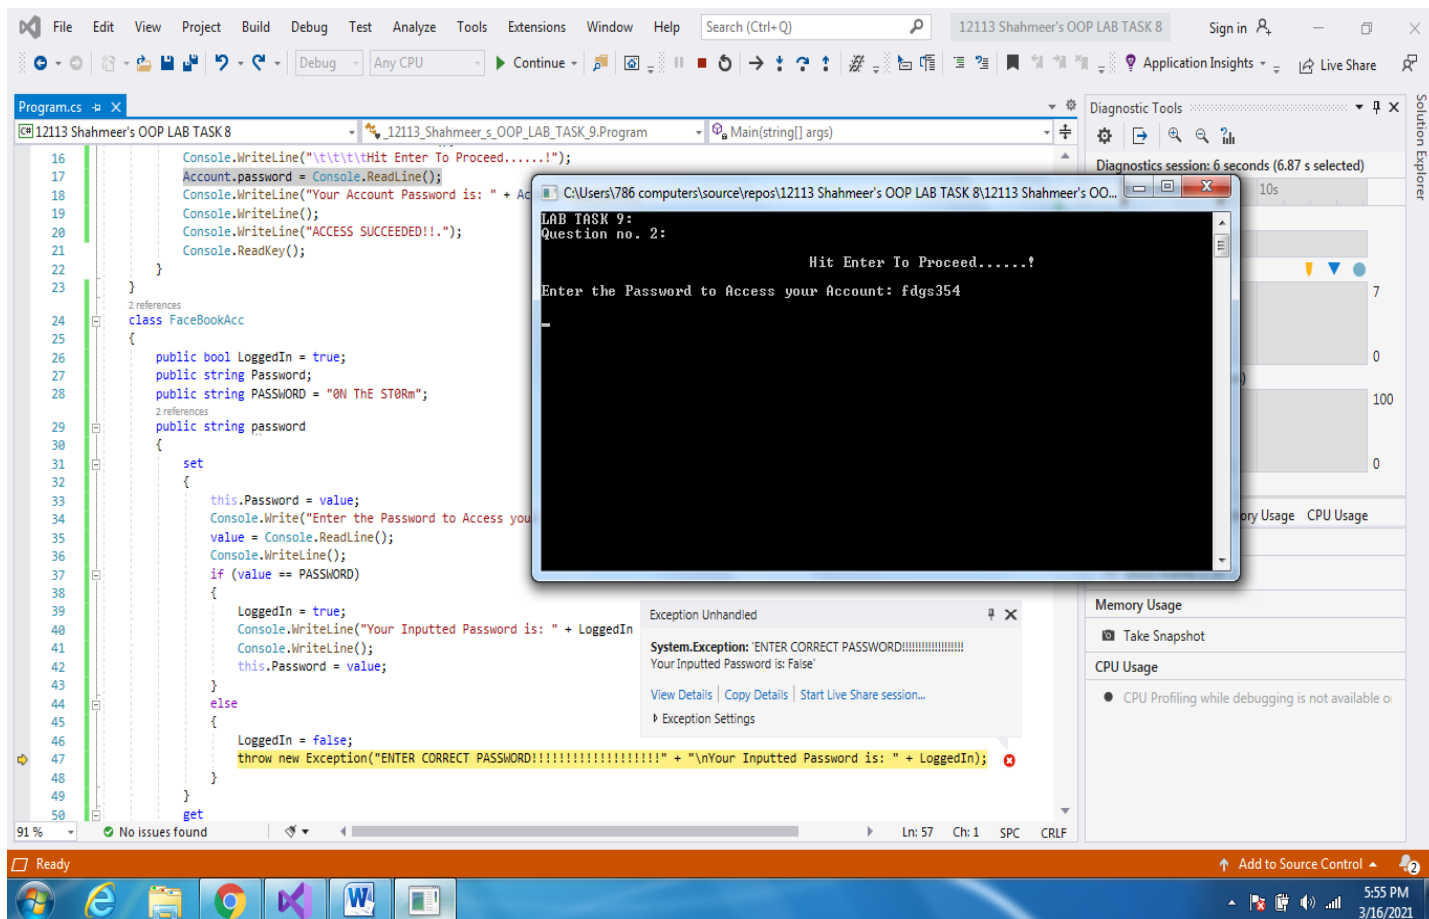 File Edit View Project Build Debug Test Analyze Tools Extensions Window Help Search (Ctrl+Q) 12113 Shahmeer's OOP LAB TASK 8 Sign in
Debug Any CPU Continue Application Insights Live Share
Program.cs
C# 12113 Shahmeer's OOP LAB TASK 8 _12113_Shahmeer_s_OOP_LAB_TASK_9.Program Main(string[] args)
16 Console.WriteLine("\t\t\t\tHit Enter To Proceed......!");
17 Account.password = Console.ReadLine();
18 Console.WriteLine("Your Account Password is: " + Ac
19 Console.WriteLine();
20 Console.WriteLine("ACCESS SUCCEEDED!!.");
21 Console.ReadKey();
22 }
23 }
2 references
24 class FaceBookAcc
25 {
26 public bool LoggedIn = true;
27 public string Password;
28 public string PASSWORD = "0N ThE ST0Rm";
2 references
29 public string password
30 {
31 set
32 {
33 this.Password = value;
34 Console.Write("Enter the Password to Access you
35 value = Console.ReadLine();
36 Console.WriteLine();
37 if (value == PASSWORD)
38 {
39 LoggedIn = true;
40 Console.WriteLine("Your Inputted Password is: " + LoggedIn
41 Console.WriteLine();
42 this.Password = value;
43 }
44 else
45 {
46 LoggedIn = false;
47 throw new Exception("ENTER CORRECT PASSWORD!!!!!!!!!!!!!!!!!!!" + "\nYour Inputted Password is: " + LoggedIn);
48 }
49 }
50 get
91 % No issues found Ln: 57 Ch: 1 SPC CRLF
C:\Users\786 computers\source\repos\12113 Shahmeer's OOP LAB TASK 8\12113 Shahmeer's OO...
LAB TASK 9:
Question no. 2:
Hit Enter To Proceed......!
Enter the Password to Access your Account: fdgs354
Exception Unhandled
System.Exception: 'ENTER CORRECT PASSWORD!!!!!!!!!!!!!!!!!!!
Your Inputted Password is: False'
View Details | Copy Details | Start Live Share session...
Exception Settings
Diagnostic Tools
Diagnostics session: 6 seconds (6.87 s selected)
10s
7
0
100
0
ory Usage CPU Usage
Memory Usage
Take Snapshot
CPU Usage
CPU Profiling while debugging is not available o
Solution Explorer
Ready Add to Source Control 2
5:55 PM
3/16/2021